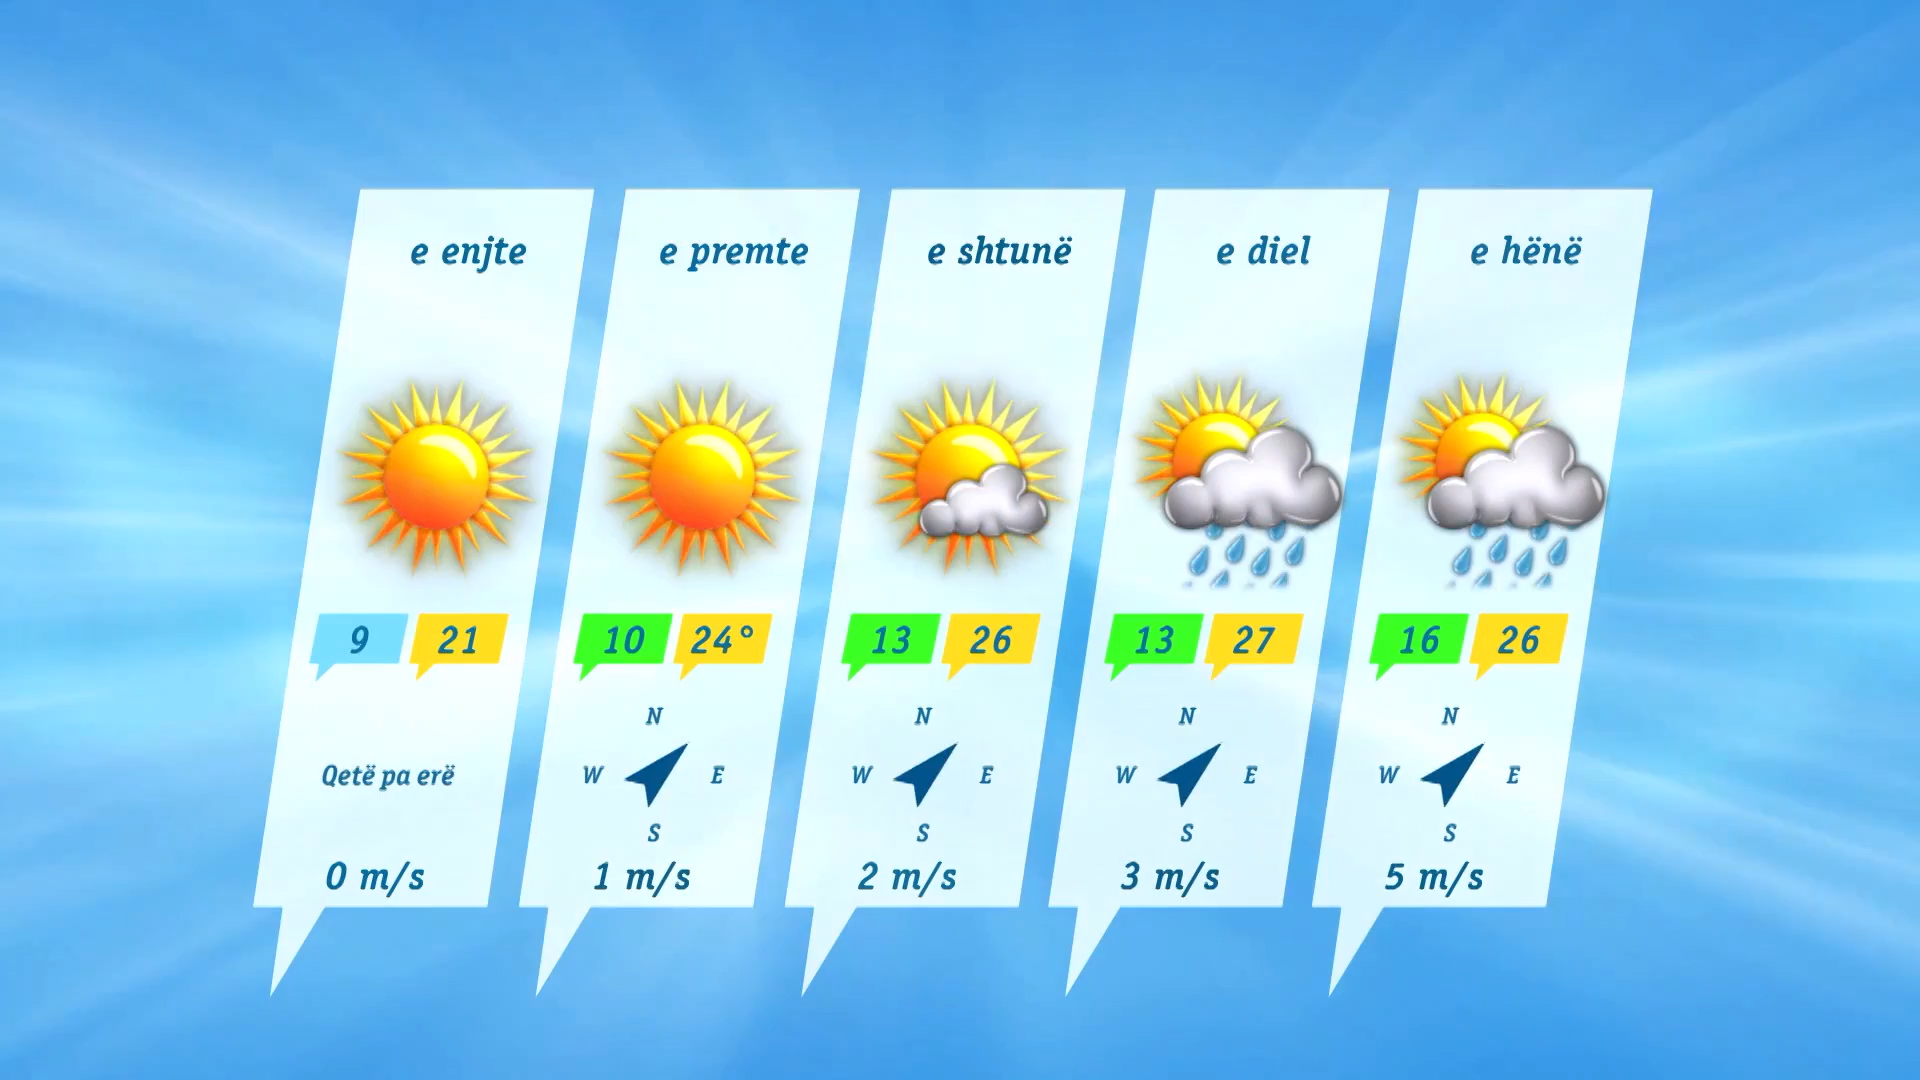 e enjte
9 21
Qetë pa erë
0 m/s
e premte
10 24°
N
W E
S
1 m/s
e shtunë
13 26
N
W E
S
2 m/s
e diel
13 27
N
W E
S
3 m/s
e hënë
16 26
N
W E
S
5 m/s